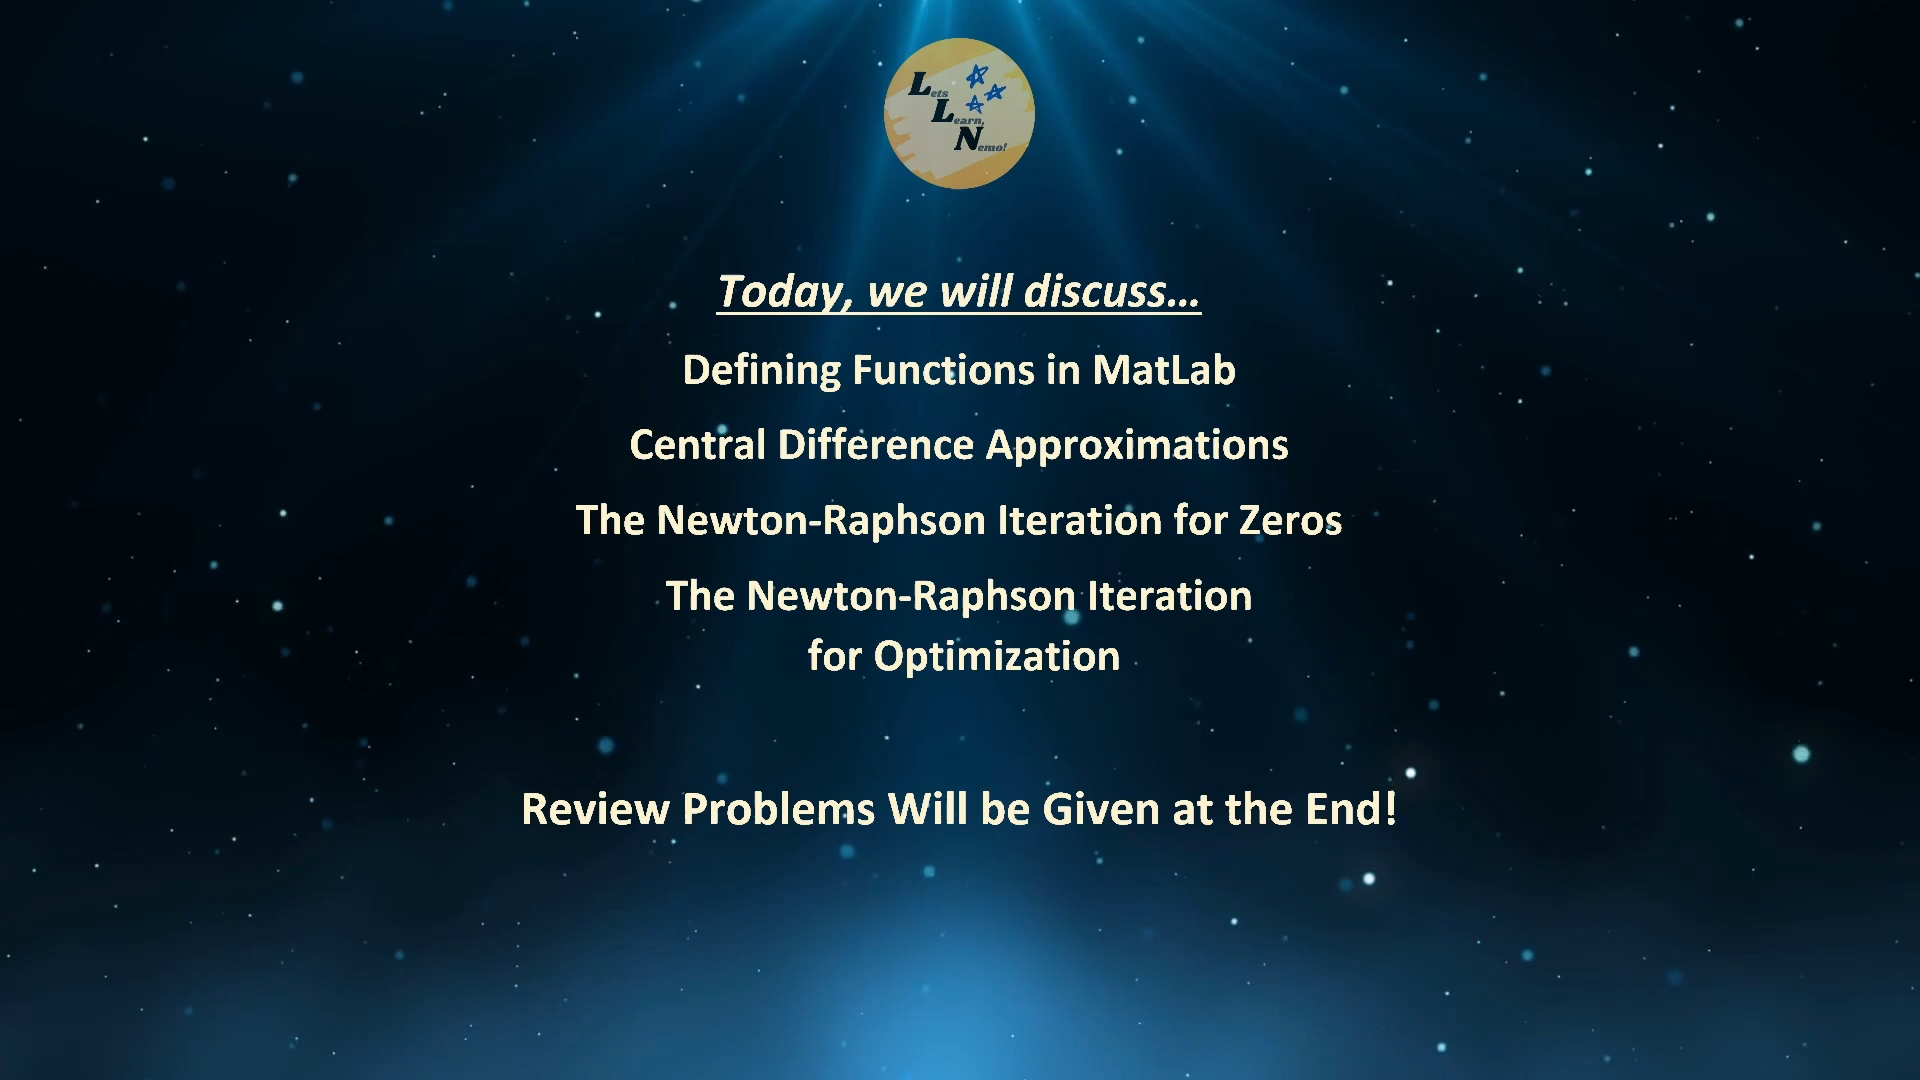 Lets
Learn,
Nemo!
Today, we will discuss...
Defining Functions in MatLab
Central Difference Approximations
The Newton-Raphson Iteration for Zeros
The Newton-Raphson Iteration
for Optimization
Review Problems Will be Given at the End!